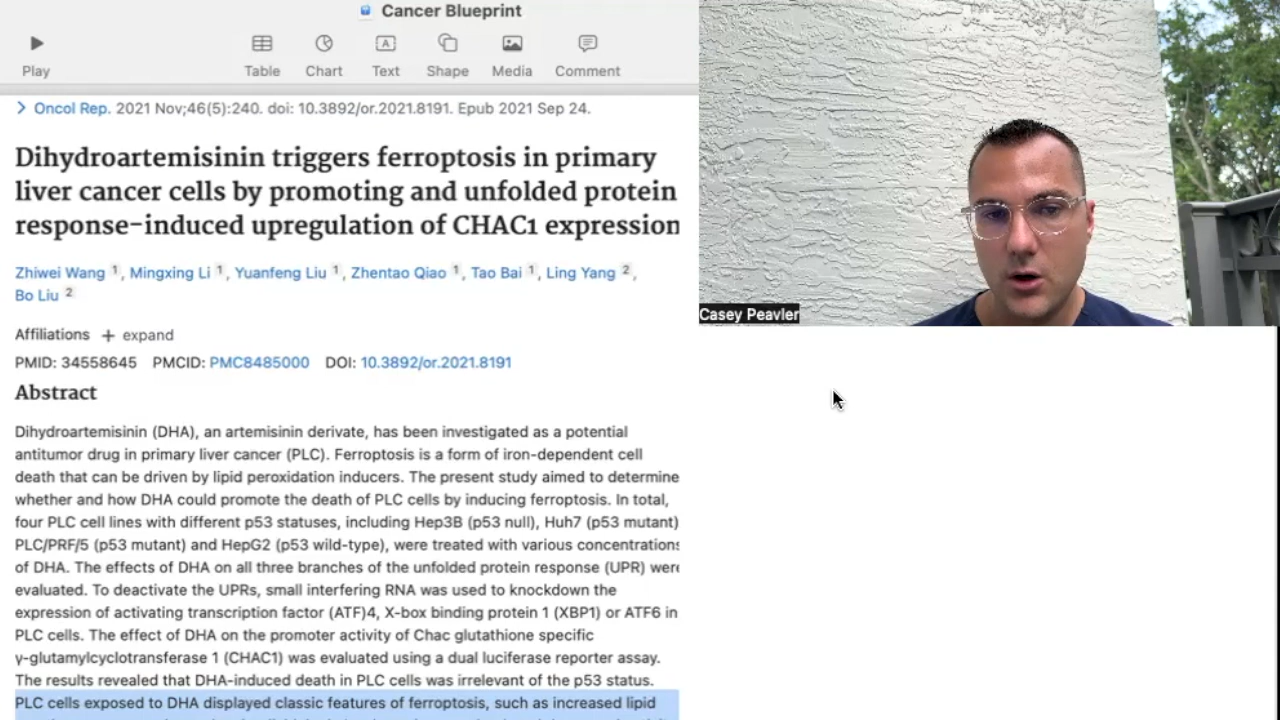 Cancer Blueprint
Play
Table
Chart
Text
Shape
Media
Comment
Oncol Rep. 2021 Nov;46(5):240. doi: 10.3892/or.2021.8191. Epub 2021 Sep 24.
Dihydroartemisinin triggers ferroptosis in primary
liver cancer cells by promoting and unfolded protein
response-induced upregulation of CHAC1 expression
Zhiwei Wang 1, Mingxing Li 1, Yuanfeng Liu 1, Zhentao Qiao 1, Tao Bai 1, Ling Yang 2,
Bo Liu 2
Affiliations + expand
PMID: 34558645 PMCID: PMC8485000 DOI: 10.3892/or.2021.8191
Abstract
Dihydroartemisinin (DHA), an artemisinin derivate, has been investigated as a potential
antitumor drug in primary liver cancer (PLC). Ferroptosis is a form of iron-dependent cell
death that can be driven by lipid peroxidation inducers. The present study aimed to determine
whether and how DHA could promote the death of PLC cells by inducing ferroptosis. In total,
four PLC cell lines with different p53 statuses, including Hep3B (p53 null), Huh7 (p53 mutant)
PLC/PRF/5 (p53 mutant) and HepG2 (p53 wild-type), were treated with various concentrations
of DHA. The effects of DHA on all three branches of the unfolded protein response (UPR) were
evaluated. To deactivate the UPRs, small interfering RNA was used to knockdown the
expression of activating transcription factor (ATF)4, X-box binding protein 1 (XBP1) or ATF6 in
PLC cells. The effect of DHA on the promoter activity of Chac glutathione specific
γ-glutamylcyclotransferase 1 (CHAC1) was evaluated using a dual luciferase reporter assay.
The results revealed that DHA-induced death in PLC cells was irrelevant of the p53 status.
PLC cells exposed to DHA displayed classic features of ferroptosis, such as increased lipid
Casey Peavler